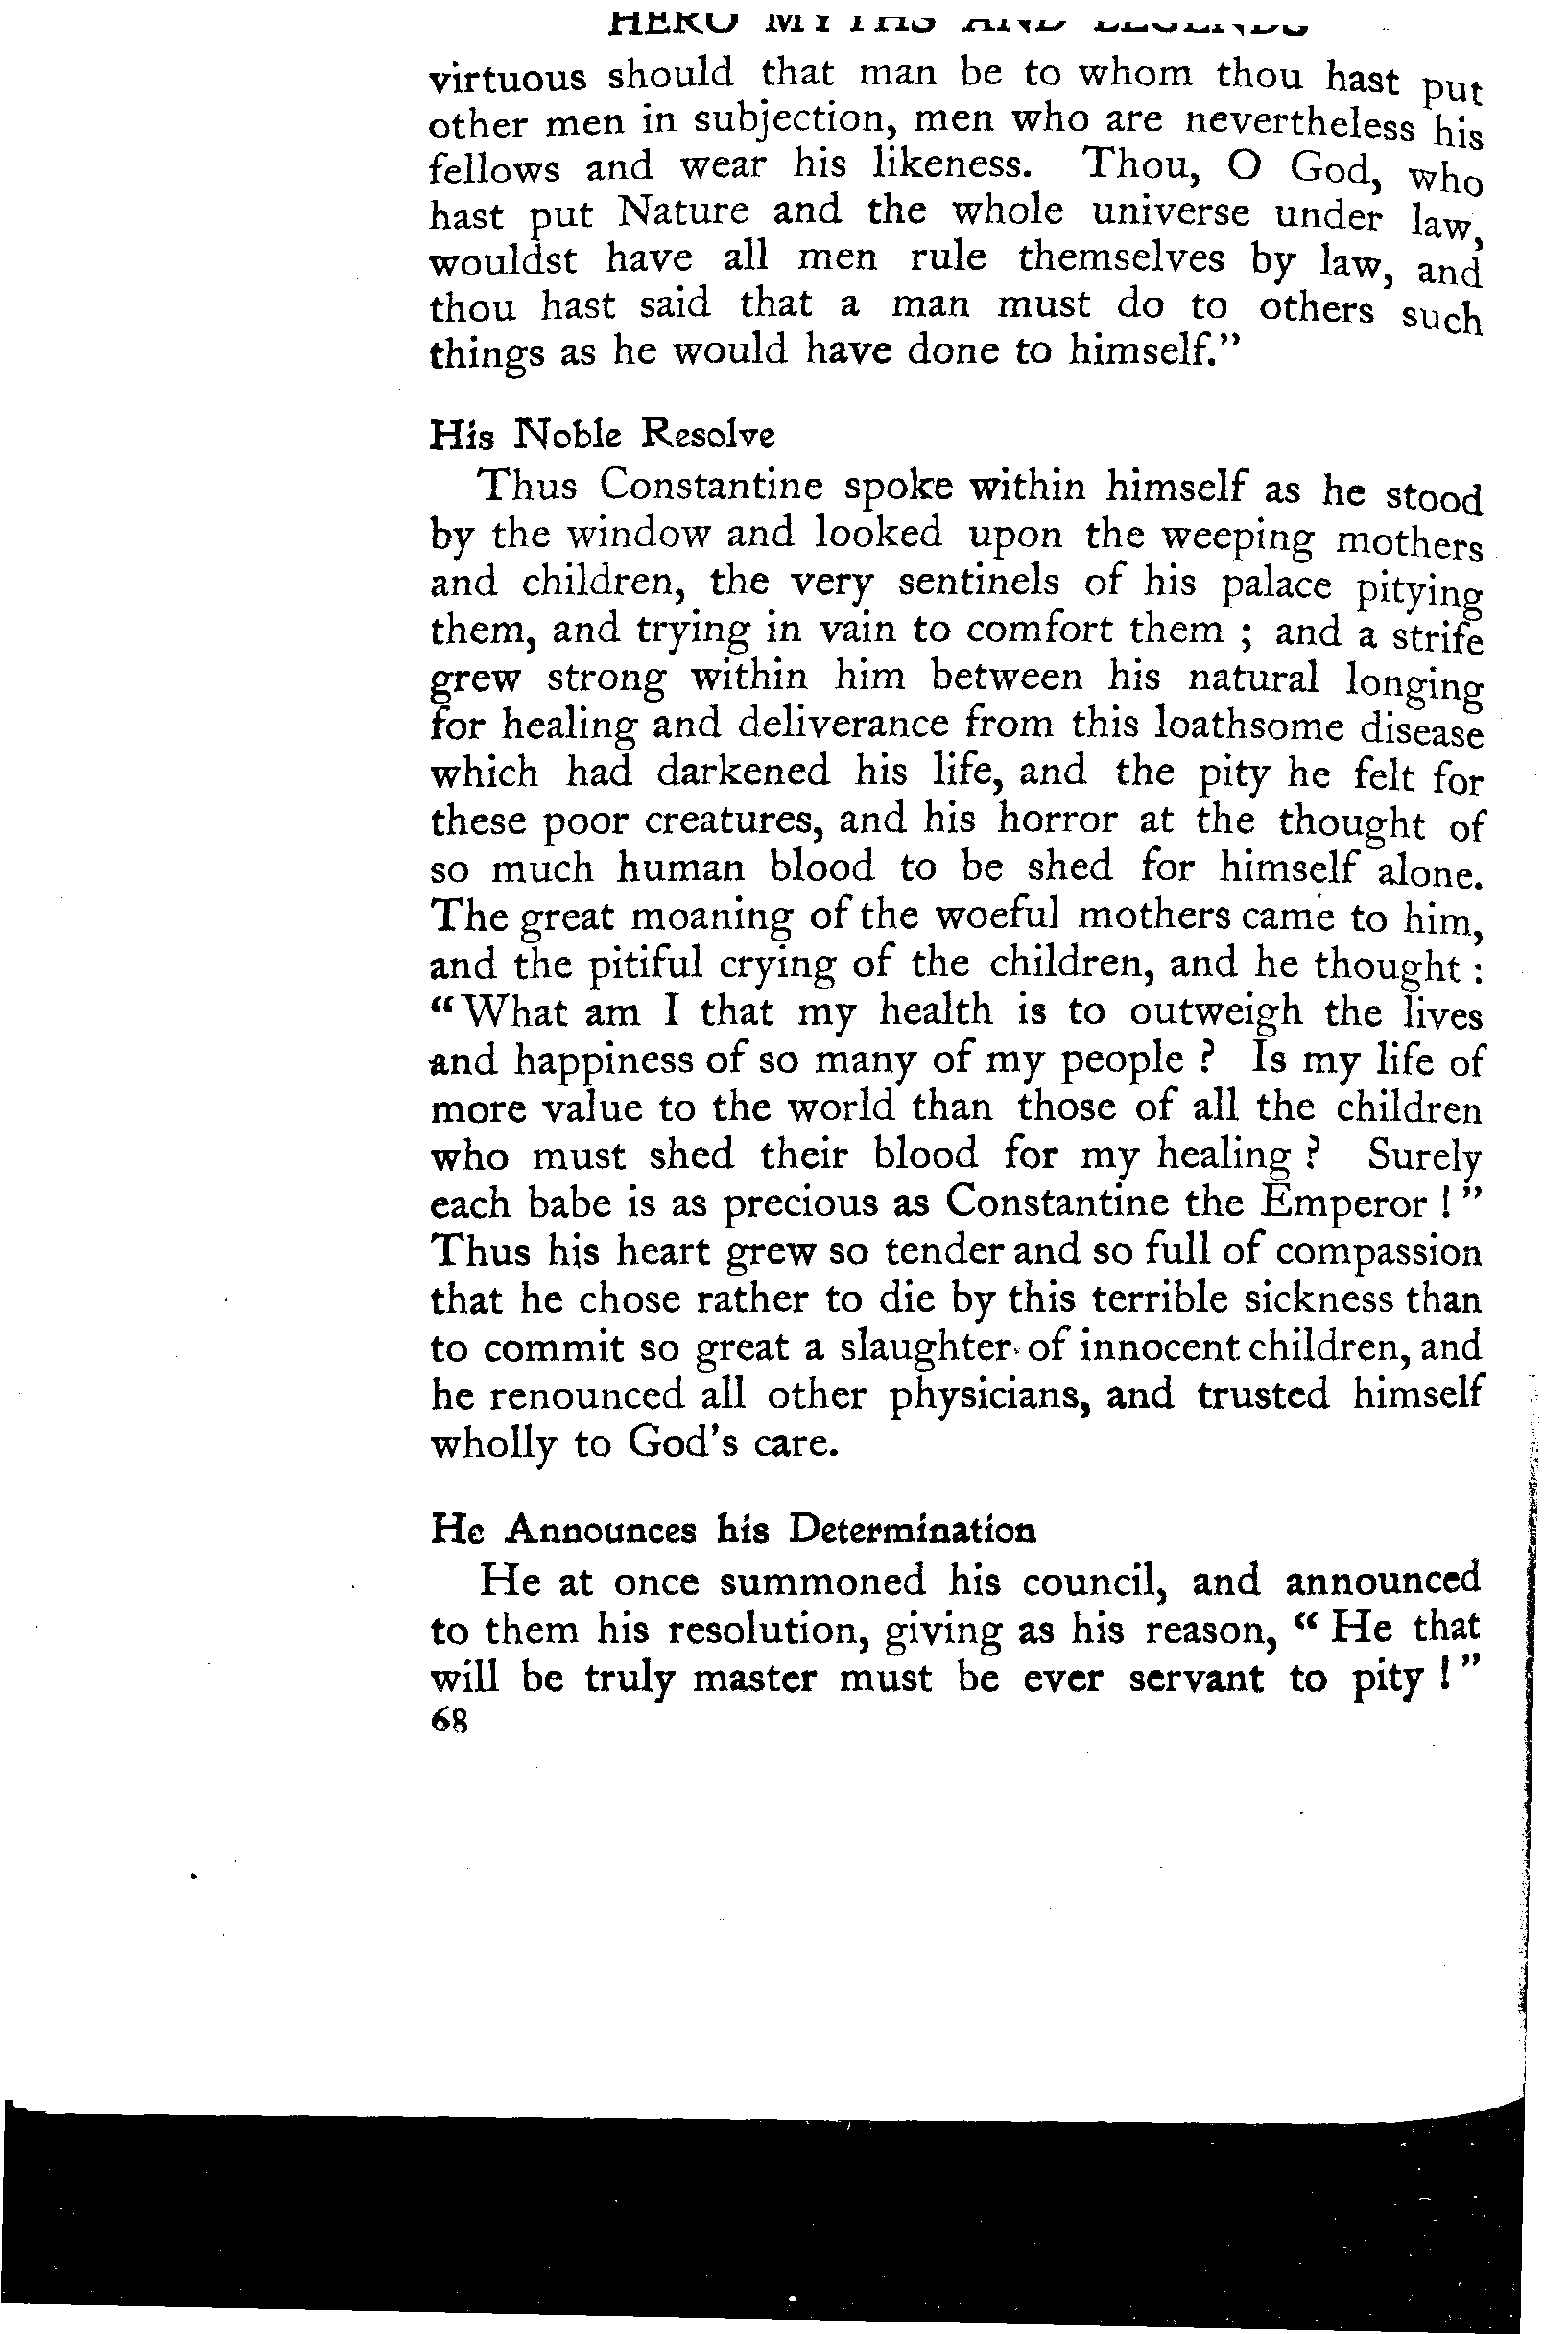 HERO MYTHS AND LEGENDS
virtuous should that man be to whom thou hast put
other men in subjection, men who are nevertheless his
fellows and wear his likeness. Thou, O God, who
hast put Nature and the whole universe under law,
wouldst have all men rule themselves by law, and
thou hast said that a man must do to others such
things as he would have done to himself.”
His Noble Resolve
Thus Constantine spoke within himself as he stood
by the window and looked upon the weeping mothers
and children, the very sentinels of his palace pitying
them, and trying in vain to comfort them ; and a strife
grew strong within him between his natural longing
for healing and deliverance from this loathsome disease
which had darkened his life, and the pity he felt for
these poor creatures, and his horror at the thought of
so much human blood to be shed for himself alone.
The great moaning of the woeful mothers came to him,
and the pitiful crying of the children, and he thought :
“What am I that my health is to outweigh the lives
and happiness of so many of my people ? Is my life of
more value to the world than those of all the children
who must shed their blood for my healing ? Surely
each babe is as precious as Constantine the Emperor ! ”
Thus his heart grew so tender and so full of compassion
that he chose rather to die by this terrible sickness than
to commit so great a slaughter of innocent children, and
he renounced all other physicians, and trusted himself
wholly to God's care.
He Announces his Determination
He at once summoned his council, and announced
to them his resolution, giving as his reason, “ He that
will be truly master must be ever servant to pity ! ”
68